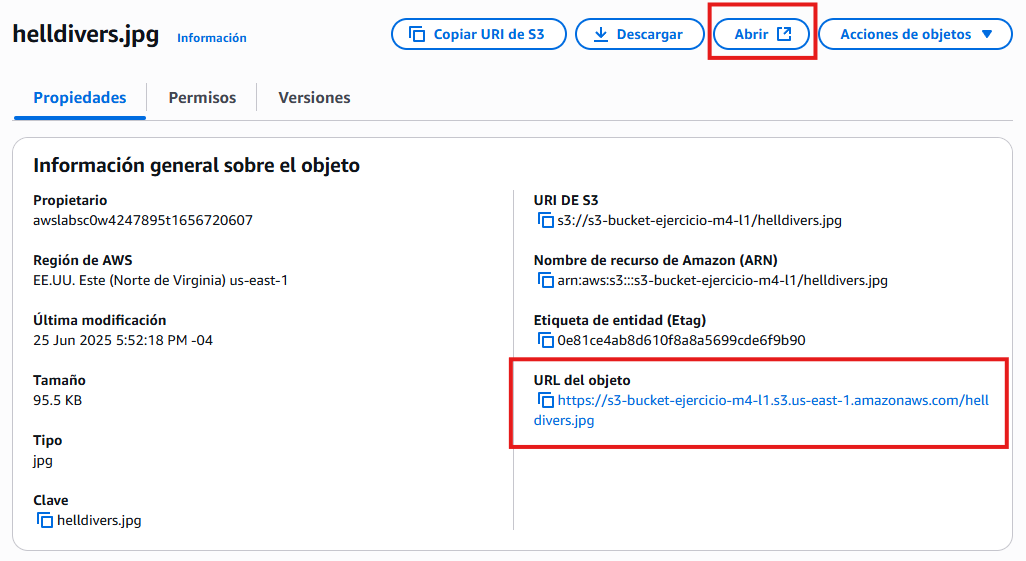 helldivers.jpg Información
Copiar URI de S3
Descargar
Abrir
Acciones de objetos
Propiedades
Permisos
Versiones
Información general sobre el objeto
Propietario
awslabsc0w4247895t1656720607
Región de AWS
EE.UU. Este (Norte de Virginia) us-east-1
Última modificación
25 Jun 2025 5:52:18 PM -04
Tamaño
95.5 KB
Tipo
jpg
Clave
helldivers.jpg
URI DE S3
s3://s3-bucket-ejercicio-m4-l1/helldivers.jpg
Nombre de recurso de Amazon (ARN)
arn:aws:s3:::s3-bucket-ejercicio-m4-l1/helldivers.jpg
Etiqueta de entidad (Etag)
0e81ce4ab8d610f8a8a5699cde6f9b90
URL del objeto
https://s3-bucket-ejercicio-m4-l1.s3.us-east-1.amazonaws.com/hell
divers.jpg